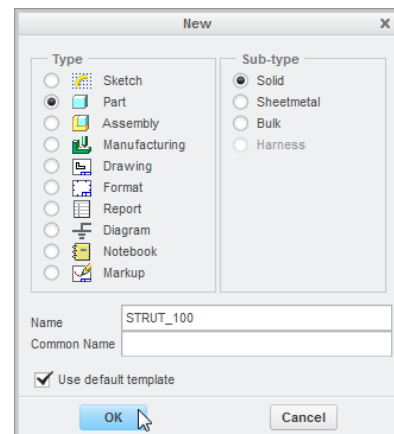 New
x
Type
Sketch
Part
Assembly
Manufacturing
Drawing
Format
Report
Diagram
Notebook
Markup
Sub-type
Solid
Sheetmetal
Bulk
Harness
Name STRUT_100
Common Name
Use default template
OK Cancel